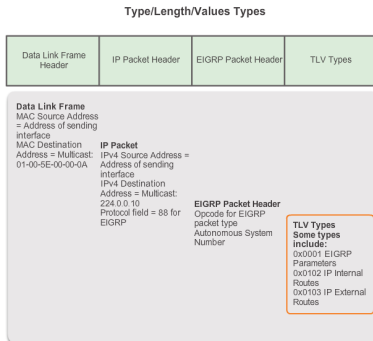 Type/Length/Values Types
Data Link Frame
Header
IP Packet Header
EIGRP Packet Header
TLV Types
Data Link Frame
MAC Source Address
= Address of sending
interface
MAC Destination
Address = Multicast:
01-00-5E-00-00-0A
IP Packet
IPv4 Source Address =
Address of sending
interface
IPv4 Destination
Address = Multicast:
224.0.0.10
Protocol field = 88 for
EIGRP
EIGRP Packet Header
Opcode for EIGRP
packet type
Autonomous System
Number
TLV Types
Some types
include:
0x0001 EIGRP
Parameters
0x0102 IP Internal
Routes
0x0103 IP External
Routes